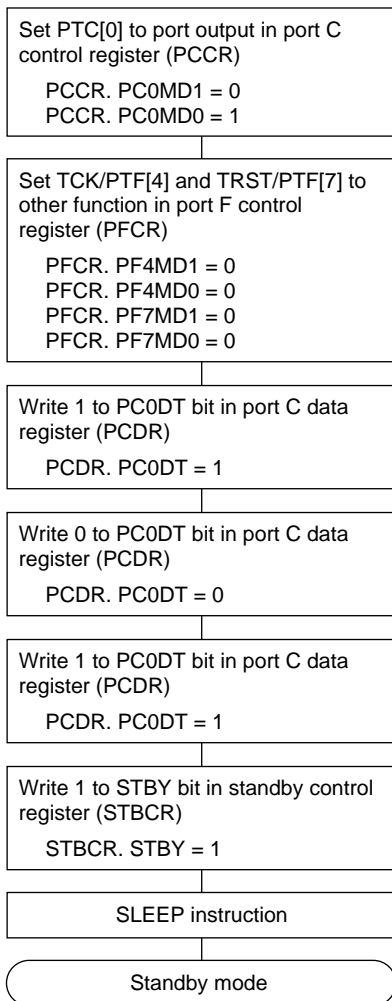 Set PTC[0] to port output in port C
control register (PCCR)
PCCR. PC0MD1 = 0
PCCR. PC0MD0 = 1
Set TCK/PTF[4] and TRST/PTF[7] to
other function in port F control
register (PFCR)
PFCR. PF4MD1 = 0
PFCR. PF4MD0 = 0
PFCR. PF7MD1 = 0
PFCR. PF7MD0 = 0
Write 1 to PC0DT bit in port C data
register (PCDR)
PCDR. PC0DT = 1
Write 0 to PC0DT bit in port C data
register (PCDR)
PCDR. PC0DT = 0
Write 1 to PC0DT bit in port C data
register (PCDR)
PCDR. PC0DT = 1
Write 1 to STBY bit in standby control
register (STBCR)
STBCR. STBY = 1
SLEEP instruction
Standby mode